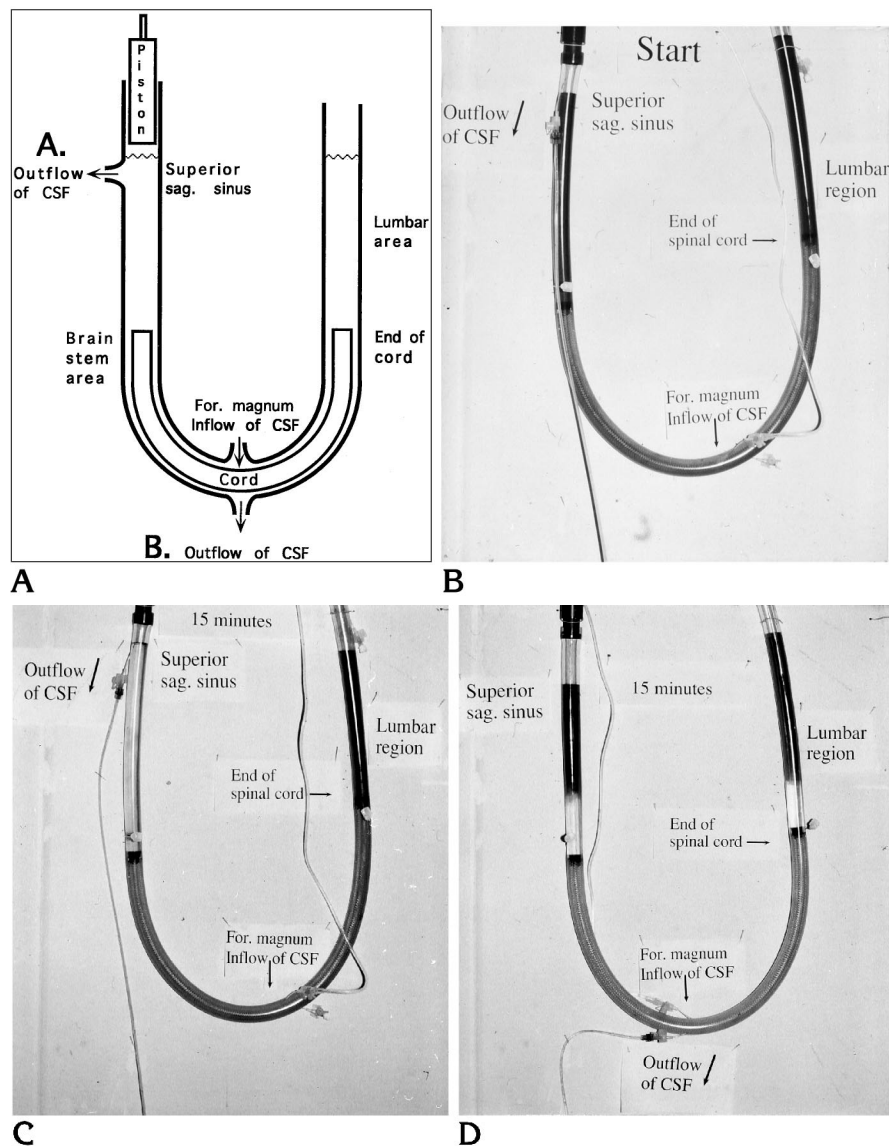 Piston
A.
Outflow
of CSF
Superior
sag. sinus
Lumbar
area
Brain
stem
area
End of
cord
For. magnum
Inflow of CSF
Cord
B. Outflow of CSF
A
Start
Outflow
of CSF
Superior
sag. sinus
Lumbar
region
End of
spinal cord
For. magnum
Inflow of CSF
B
15 minutes
Outflow
of CSF
Superior
sag. sinus
Lumbar
region
End of
spinal cord
For. magnum
Inflow of CSF
C
Superior
sag. sinus
15 minutes
Lumbar
region
End of
spinal cord
For. magnum
Inflow of CSF
Outflow
of CSF
D